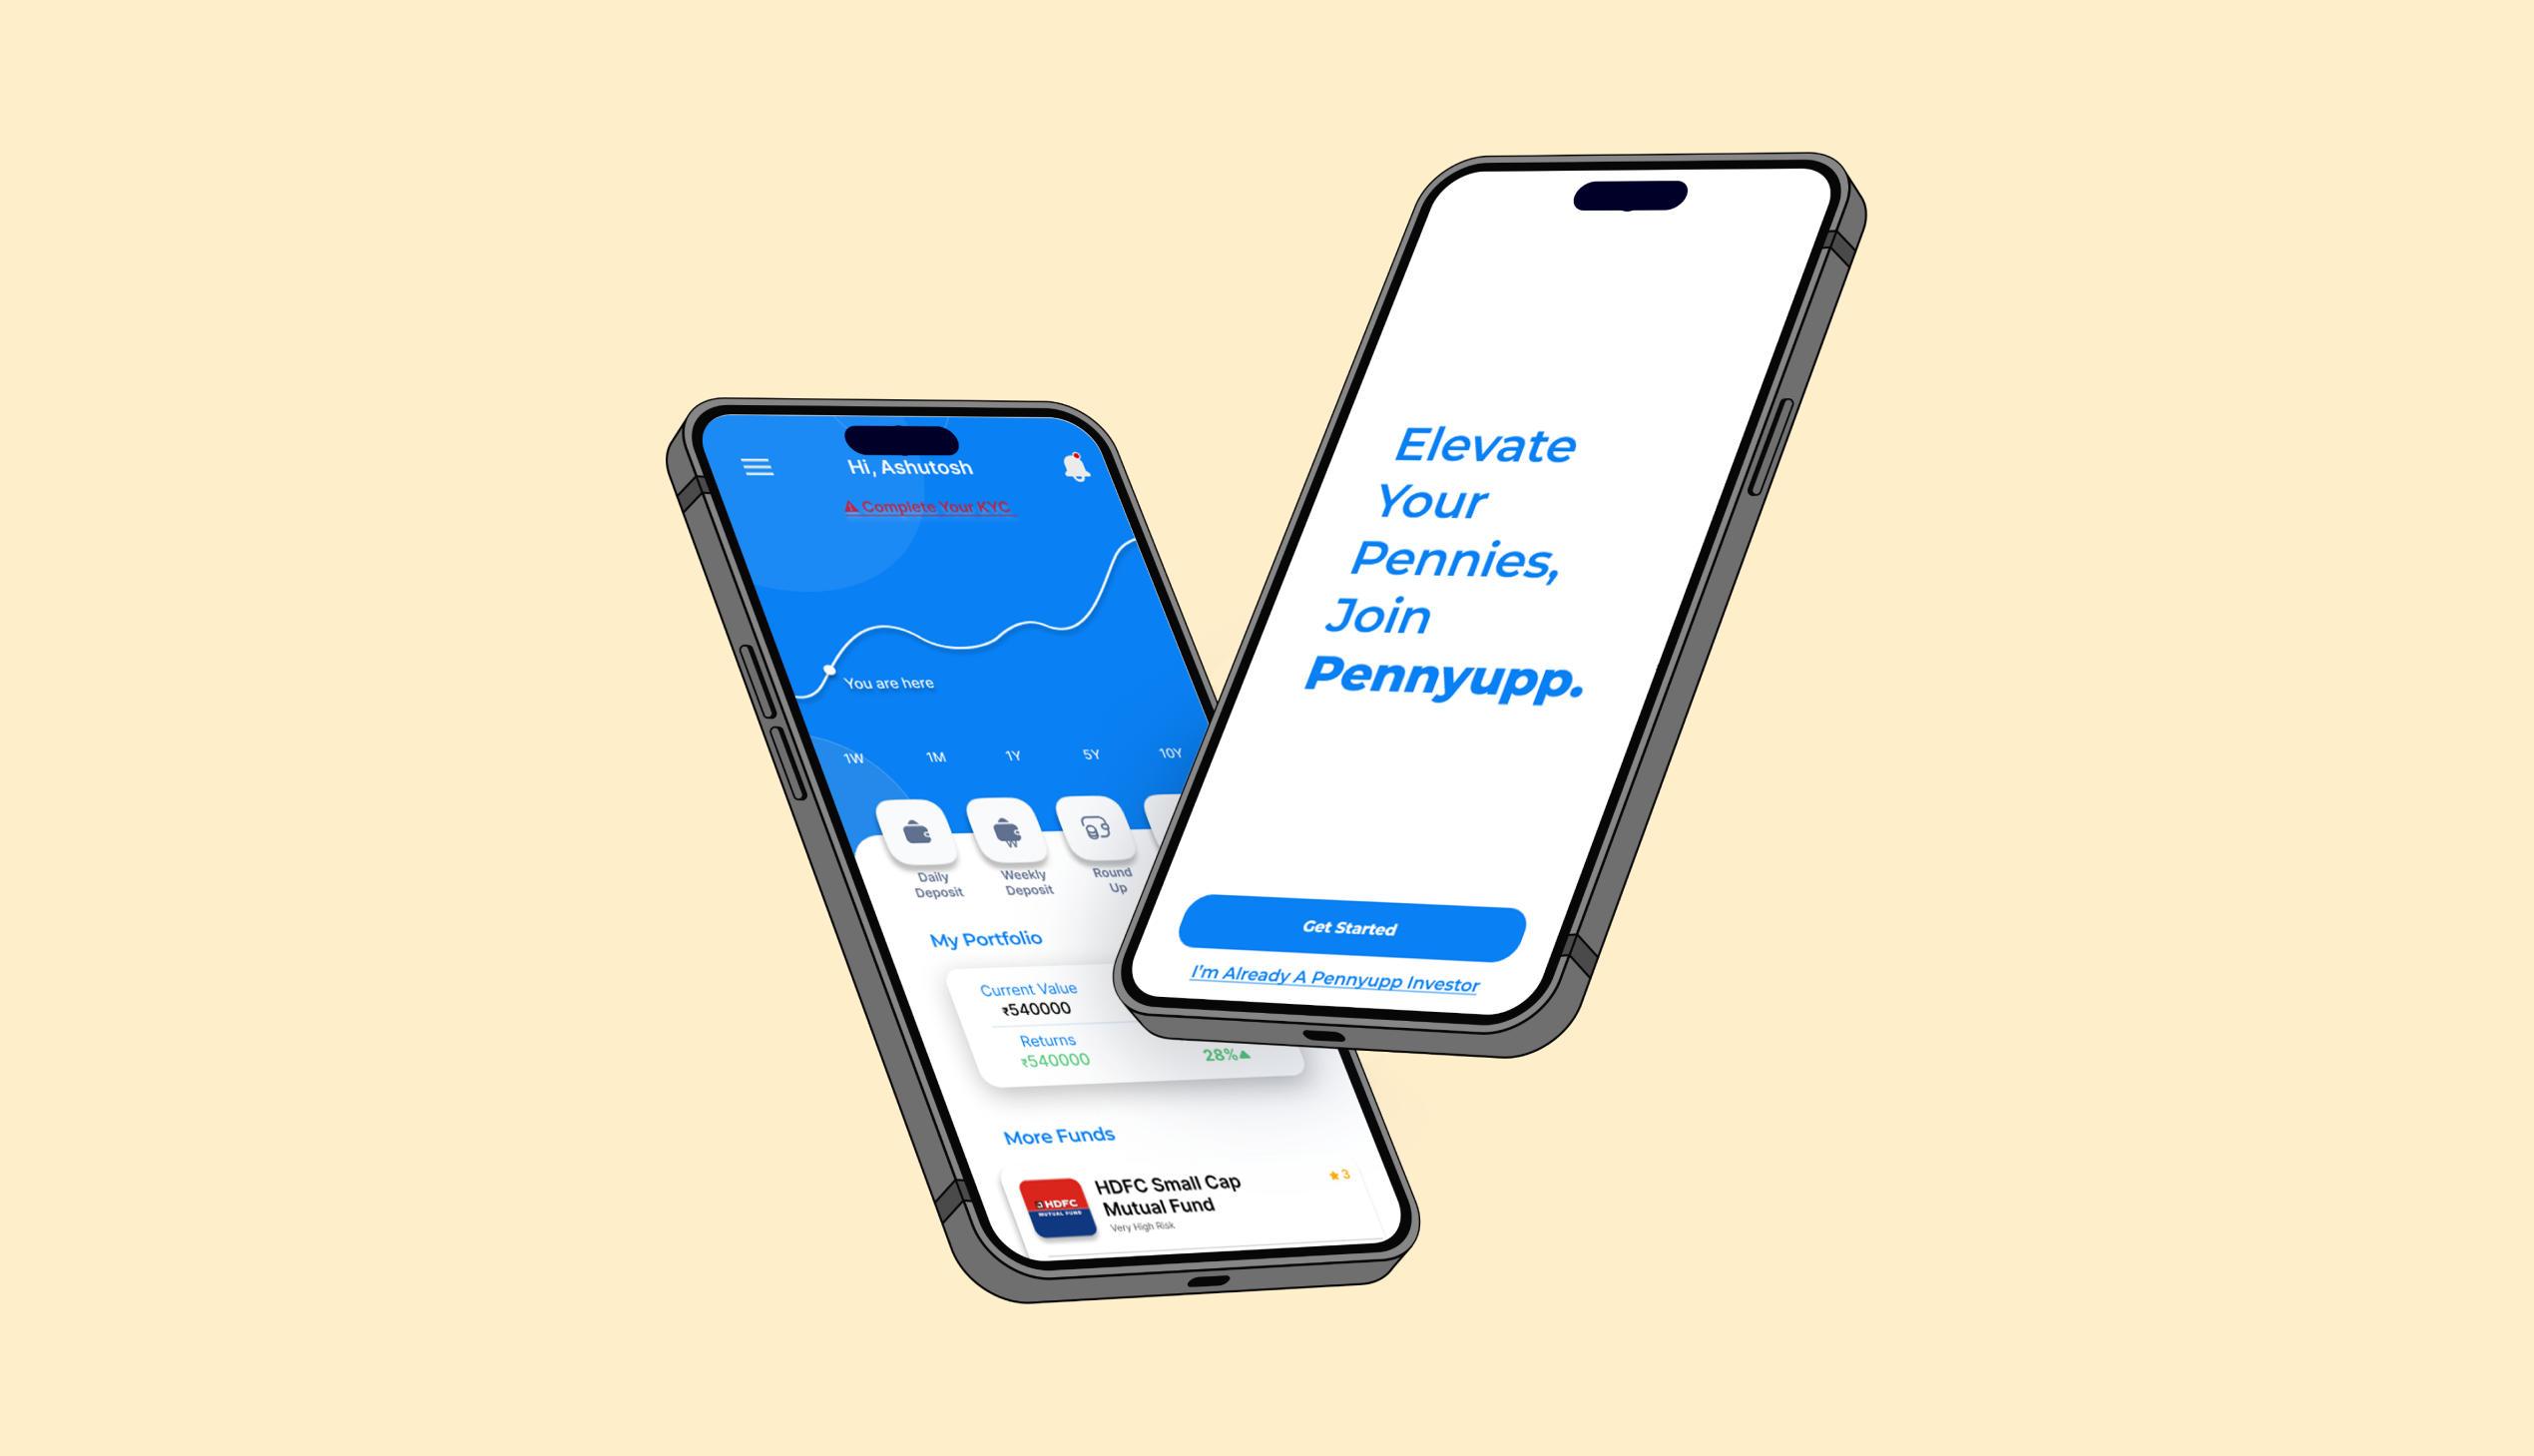 Hi, Ashutosh
Complete Your KYC
You are here
1W 1M 1Y 5Y 10Y
Daily
Deposit
Weekly
Deposit
Round
Up
W
My Portfolio
Current Value
₹540000
Returns
₹540000
28%
More Funds
HDFC
MUTUAL FUND
HDFC Small Cap
Mutual Fund
Very High Risk
3
Elevate
Your
Pennies,
Join
Pennyupp.
Get Started
I'm Already A Pennyupp Investor